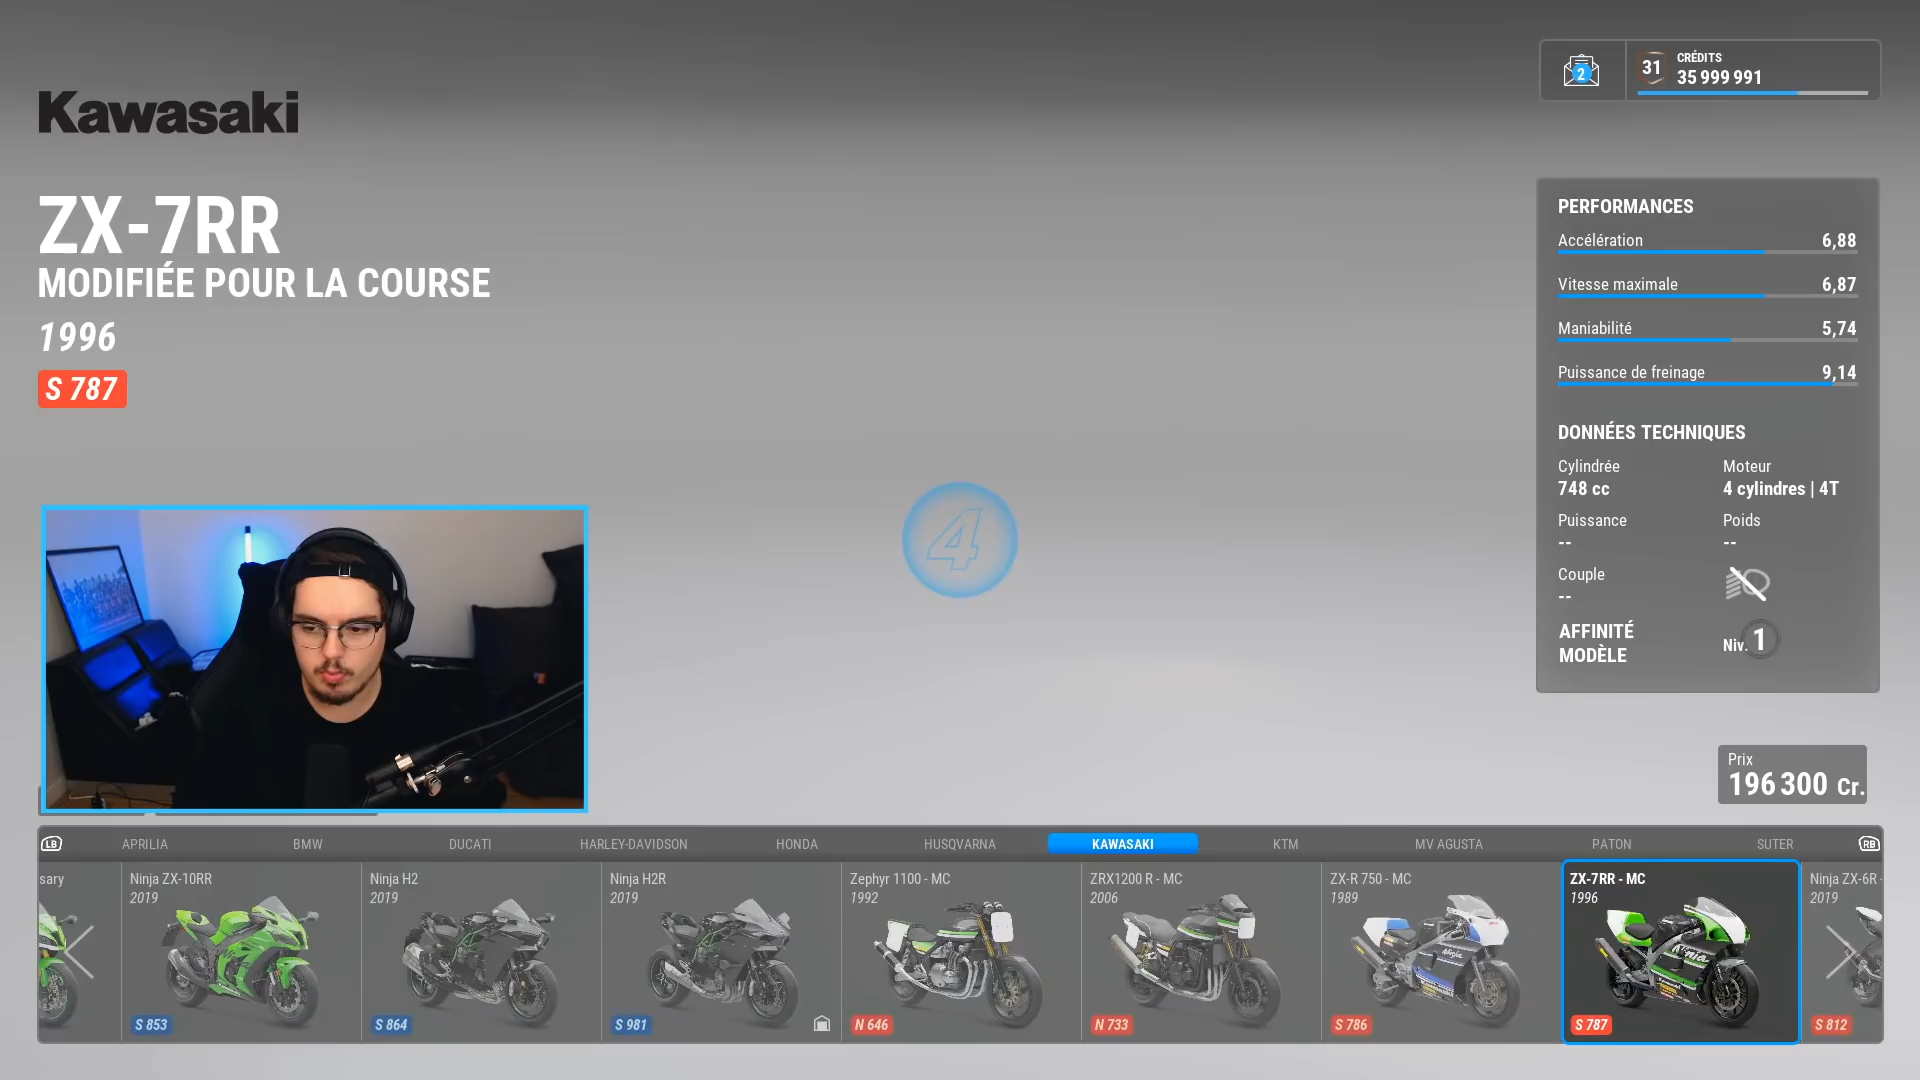 2
31
CRÉDITS
35 999 991
Kawasaki
ZX-7RR
MODIFIÉE POUR LA COURSE
1996
S 787
PERFORMANCES
Accélération 6,88
Vitesse maximale 6,87
Maniabilité 5,74
Puissance de freinage 9,14
DONNÉES TECHNIQUES
Cylindrée Moteur
748 cc 4 cylindres | 4T
Puissance Poids
-- --
Couple
--
AFFINITÉ MODÈLE Niv. 1
4
Prix
196 300 Cr.
LB APRILIA BMW DUCATI HARLEY-DAVIDSON HONDA HUSQVARNA KAWASAKI KTM MV AGUSTA PATON SUTER RB
sary
Ninja ZX-10RR
2019
S 853
Ninja H2
2019
S 864
Ninja H2R
2019
S 981
Zephyr 1100 - MC
1992
N 646
ZRX1200 R - MC
2006
N 733
ZX-R 750 - MC
1989
S 786
ZX-7RR - MC
1996
Ninja
S 787
Ninja ZX-6R -
2019
S 812